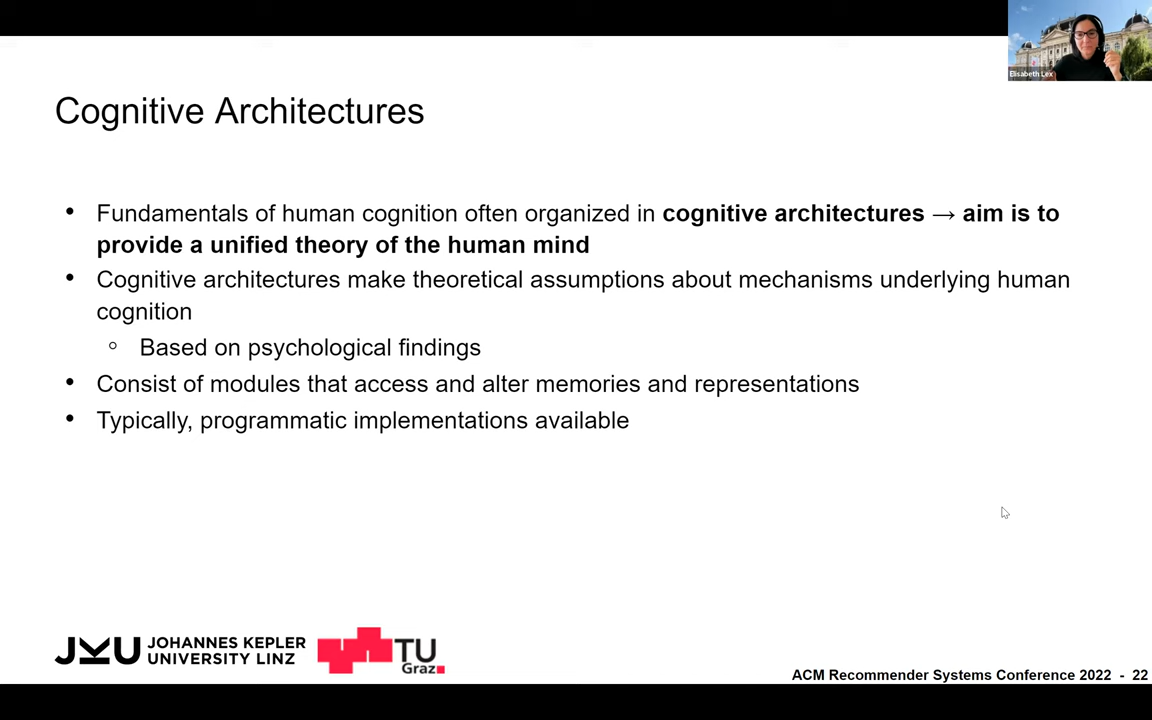 Elisabeth Lex
Cognitive Architectures
• Fundamentals of human cognition often organized in cognitive architectures → aim is to
provide a unified theory of the human mind
• Cognitive architectures make theoretical assumptions about mechanisms underlying human
cognition
○ Based on psychological findings
• Consist of modules that access and alter memories and representations
• Typically, programmatic implementations available
JKU JOHANNES KEPLER
UNIVERSITY LINZ
TU
Graz
ACM Recommender Systems Conference 2022 - 22